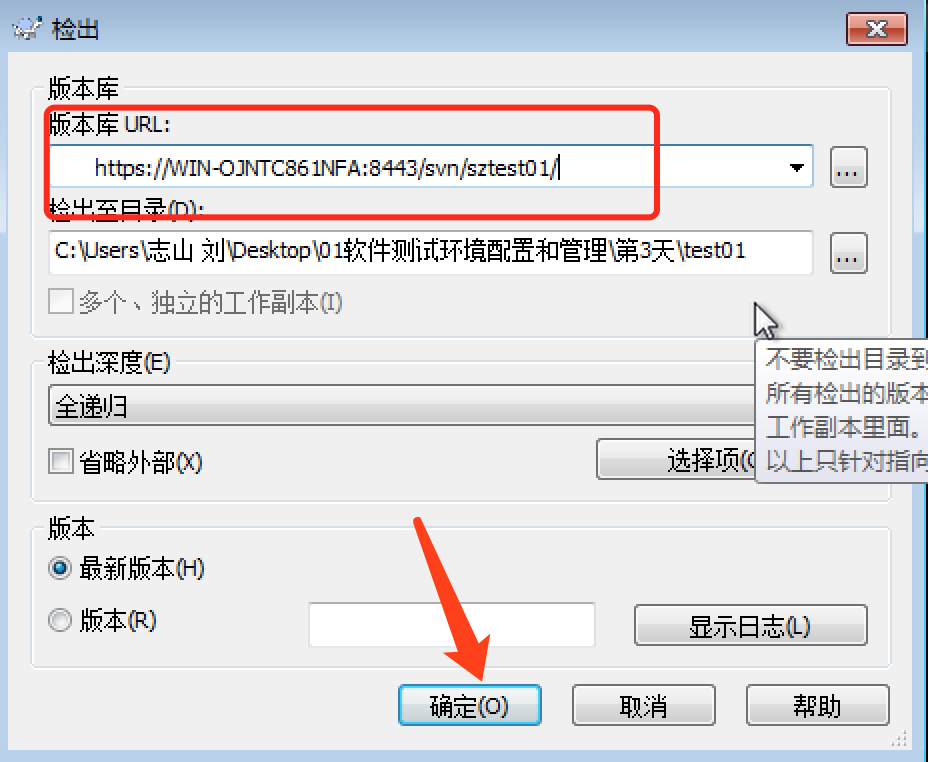 检出
版本库
版本库 URL:
https://WIN-OJNTC861NFA:8443/svn/sztest01/
...
检出至目录(D):
C:\Users\志山 刘\Desktop\01软件测试环境配置和管理\第3天\test01
...
多个、独立的工作副本(I)
不要检出目录到
检出深度(E)
所有检出的版本
全递归
工作副本里面。
省略外部(X)
选择项(
以上只针对指向
版本
最新版本(H)
版本(R)
显示日志(L)
确定(O)
取消
帮助